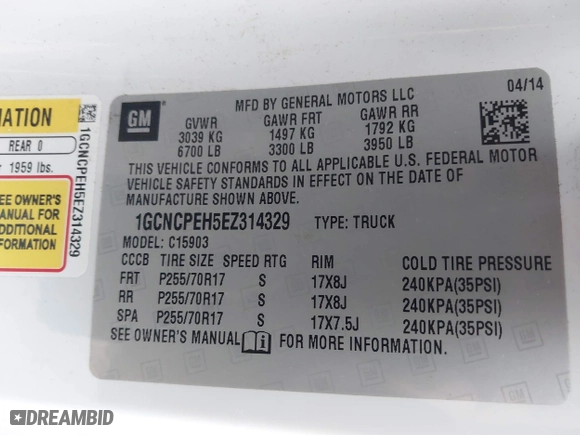 MATION
REAR 0
1959 lbs.
SEE OWNER'S
MANUAL FOR
ADDITIONAL
INFORMATION
1GCNCPEH5EZ314329
GM
MFD BY GENERAL MOTORS LLC
04/14
GVWR GAWR FRT GAWR RR
3039 KG 1497 KG 1792 KG
6700 LB 3300 LB 3950 LB
THIS VEHICLE CONFORMS TO ALL APPLICABLE U.S. FEDERAL MOTOR
VEHICLE SAFETY STANDARDS IN EFFECT ON THE DATE OF
MANUFACTURE SHOWN ABOVE.
1GCNCPEH5EZ314329 TYPE: TRUCK
MODEL: C15903
CCCB TIRE SIZE SPEED RTG RIM COLD TIRE PRESSURE
FRT P255/70R17 S 17X8J 240KPA(35PSI)
RR P255/70R17 S 17X8J 240KPA(35PSI)
SPA P255/70R17 S 17X7.5J 240KPA(35PSI)
SEE OWNER'S MANUAL i FOR MORE INFORMATION.
DREAMBID